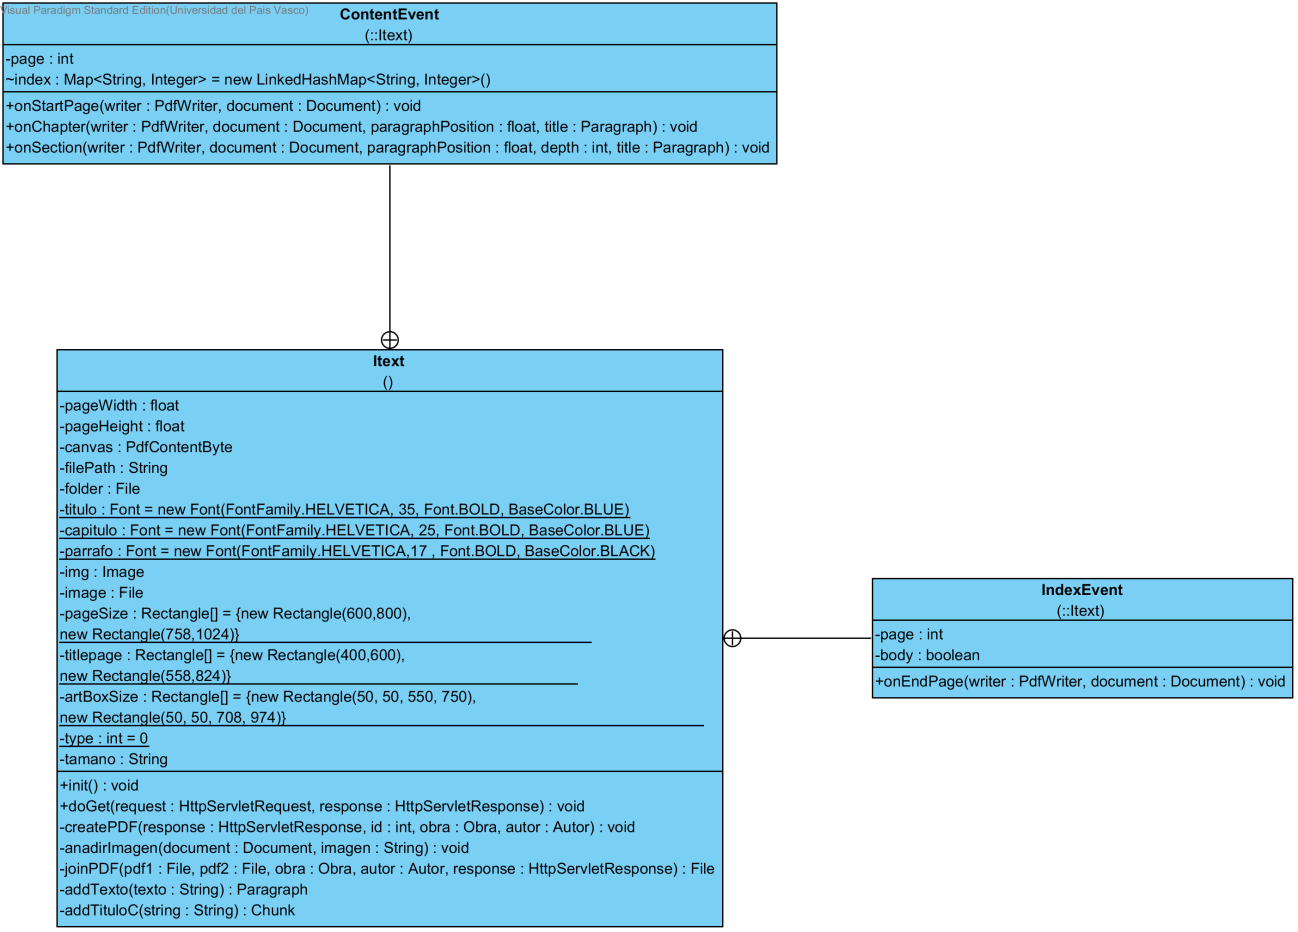 Visual Paradigm Standard Edition(Universidad del Pais Vasco)
ContentEvent
(::Itext)
-page : int
~index : Map<String, Integer> = new LinkedHashMap<String, Integer>()
+onStartPage(writer : PdfWriter, document : Document) : void
+onChapter(writer : PdfWriter, document : Document, paragraphPosition : float, title : Paragraph) : void
+onSection(writer : PdfWriter, document : Document, paragraphPosition : float, depth : int, title : Paragraph) : void
Itext
()
-pageWidth : float
-pageHeight : float
-canvas : PdfContentByte
-filePath : String
-folder : File
-titulo : Font = new Font(FontFamily.HELVETICA, 35, Font.BOLD, BaseColor.BLUE)
-capitulo : Font = new Font(FontFamily.HELVETICA, 25, Font.BOLD, BaseColor.BLUE)
-parrafo : Font = new Font(FontFamily.HELVETICA,17 , Font.BOLD, BaseColor.BLACK)
-img : Image
-image : File
-pageSize : Rectangle[] = {new Rectangle(600,800),
new Rectangle(758,1024)}
-titlepage : Rectangle[] = {new Rectangle(400,600),
new Rectangle(558,824)}
-artBoxSize : Rectangle[] = {new Rectangle(50, 50, 550, 750),
new Rectangle(50, 50, 708, 974)}
-type : int = 0
-tamano : String
+init() : void
+doGet(request : HttpServletRequest, response : HttpServletResponse) : void
-createPDF(response : HttpServletResponse, id : int, obra : Obra, autor : Autor) : void
-anadirImagen(document : Document, imagen : String) : void
-joinPDF(pdf1 : File, pdf2 : File, obra : Obra, autor : Autor, response : HttpServletResponse) : File
-addTexto(texto : String) : Paragraph
-addTituloC(string : String) : Chunk
IndexEvent
(::Itext)
-page : int
-body : boolean
+onEndPage(writer : PdfWriter, document : Document) : void